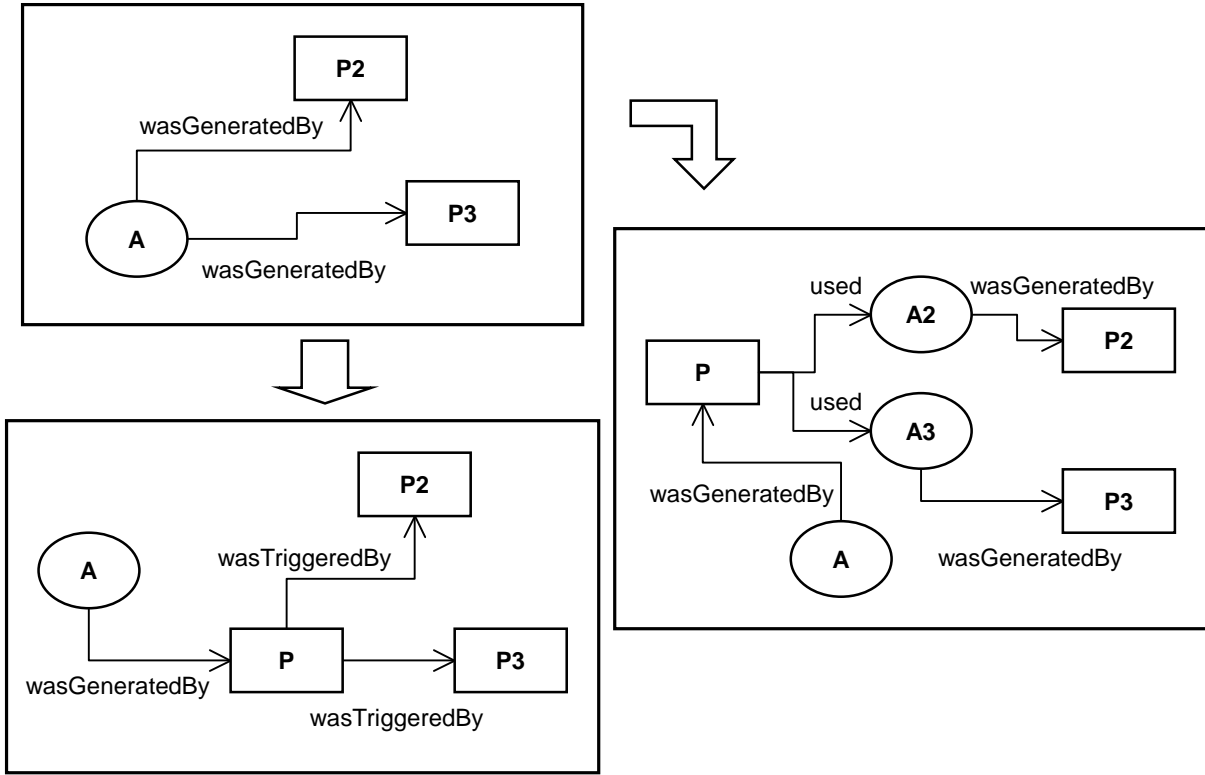 P2
wasGeneratedBy
P3
A
wasGeneratedBy
used
A2
wasGeneratedBy
P2
P
used
A3
wasGeneratedBy
P3
A
wasGeneratedBy
P2
wasTriggeredBy
A
P
P3
wasGeneratedBy
wasTriggeredBy